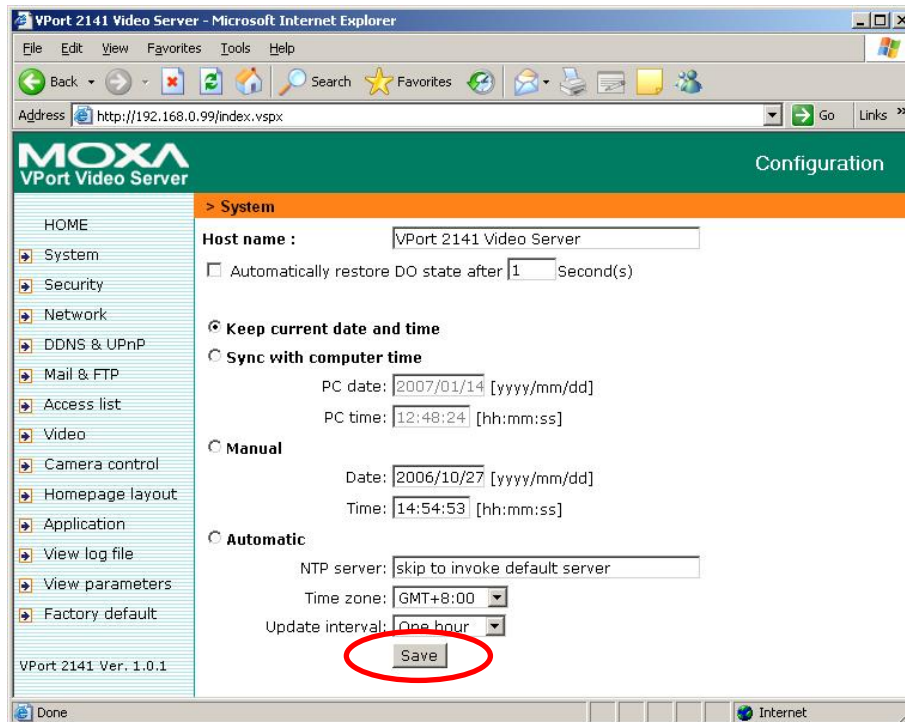 VPort 2141 Video Server - Microsoft Internet Explorer
File Edit View Favorites Tools Help
Back Search Favorites
Address http://192.168.0.99/index.vspx Go Links »
MOXA
VPort Video Server
Configuration
> System
HOME
System
Security
Network
DDNS & UPnP
Mail & FTP
Access list
Video
Camera control
Homepage layout
Application
View log file
View parameters
Factory default
VPort 2141 Ver. 1.0.1
Host name : VPort 2141 Video Server
Automatically restore DO state after 1 Second(s)
Keep current date and time
Sync with computer time
PC date: 2007/01/14 [yyyy/mm/dd]
PC time: 12:48:24 [hh:mm:ss]
Manual
Date: 2006/10/27 [yyyy/mm/dd]
Time: 14:54:53 [hh:mm:ss]
Automatic
NTP server: skip to invoke default server
Time zone: GMT+8:00
Update interval: One hour
Save
Done Internet